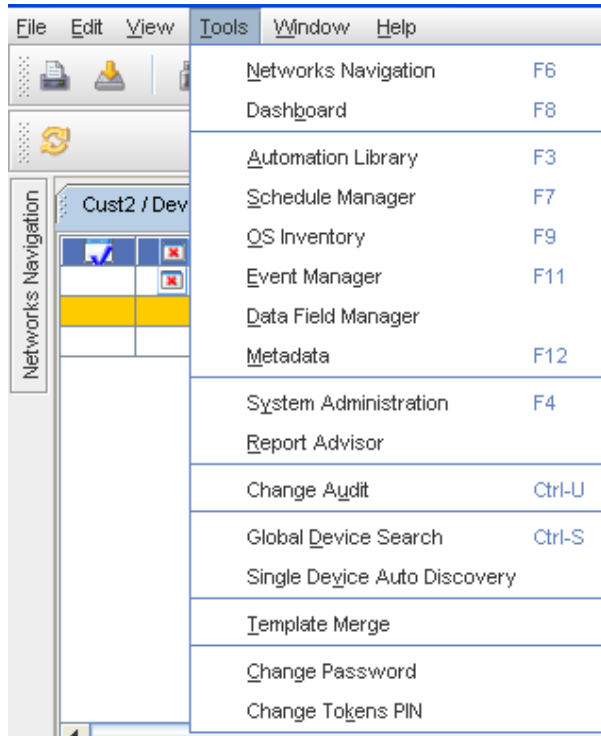 File Edit View Tools Window Help
Networks Navigation F6
Dashboard F8
Automation Library F3
Schedule Manager F7
OS Inventory F9
Event Manager F11
Data Field Manager
Metadata F12
System Administration F4
Report Advisor
Change Audit Ctrl-U
Global Device Search Ctrl-S
Single Device Auto Discovery
Template Merge
Change Password
Change Tokens PIN
Networks Navigation
Cust2 / Dev